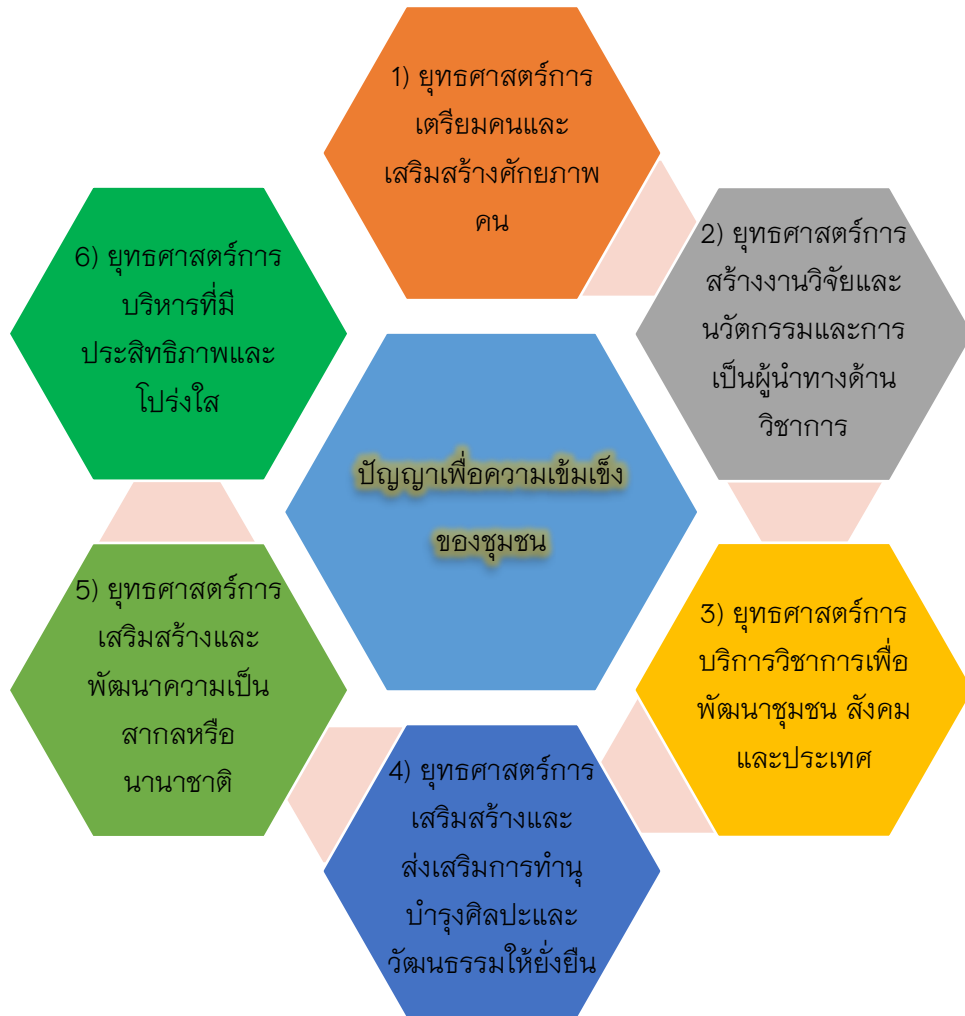 1) ยุทธศาสตร์การ
เตรียมคนและ
เสริมสร้างศักยภาพ
คน
2) ยุทธศาสตร์การ
สร้างงานวิจัยและ
นวัตกรรมและการ
เป็นผู้นำทางด้าน
วิชาการ
3) ยุทธศาสตร์การ
บริการวิชาการเพื่อ
พัฒนาชุมชน สังคม
และประเทศ
4) ยุทธศาสตร์การ
เสริมสร้างและ
ส่งเสริมการทำนุ
บำรุงศิลปะและ
วัฒนธรรมให้ยั่งยืน
5) ยุทธศาสตร์การ
เสริมสร้างและ
พัฒนาความเป็น
สากลหรือ
นานาชาติ
6) ยุทธศาสตร์การ
บริหารที่มี
ประสิทธิภาพและ
โปร่งใส
ปัญญาเพื่อความเข้มเข็ง
ของชุมชน